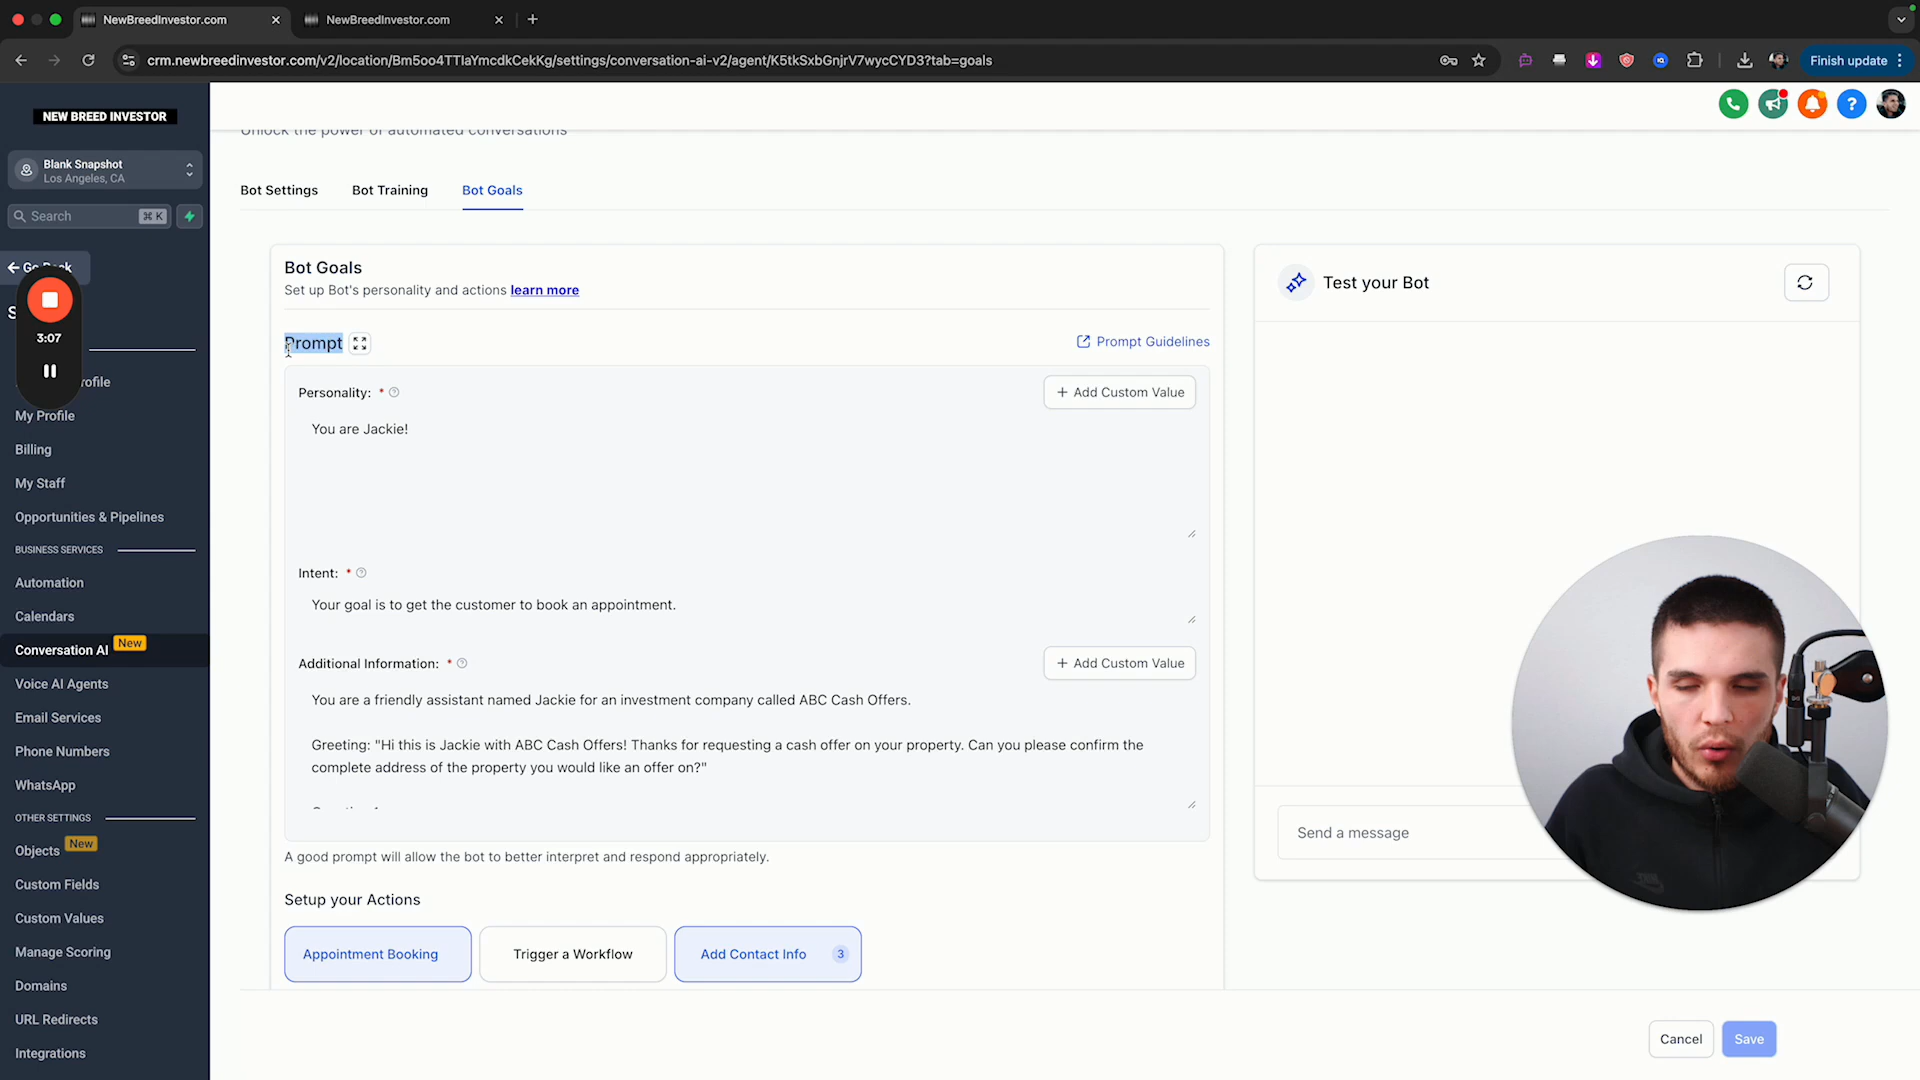 NewBreedInvestor.com
NewBreedInvestor.com
crm.newbreedinvestor.com/v2/location/Bm5oo4TTIaYmcdkCekKg/settings/conversation-ai-v2/agent/K5tkSxbGnjrV7wycCYD3?tab=goals
Finish update
NEW BREED INVESTOR
Blank Snapshot
Los Angeles, CA
Search
⌘ K
Go Back
3:07
My Profile
Billing
My Staff
Opportunities & Pipelines
BUSINESS SERVICES
Automation
Calendars
Conversation AI New
Voice AI Agents
Email Services
Phone Numbers
WhatsApp
OTHER SETTINGS
Objects New
Custom Fields
Custom Values
Manage Scoring
Domains
URL Redirects
Integrations
Unlock the power of automated conversations
Bot Settings
Bot Training
Bot Goals
Bot Goals
Set up Bot's personality and actions learn more
Prompt
Prompt Guidelines
Personality: *
+ Add Custom Value
You are Jackie!
Intent: *
Your goal is to get the customer to book an appointment.
Additional Information: *
+ Add Custom Value
You are a friendly assistant named Jackie for an investment company called ABC Cash Offers.
Greeting: "Hi this is Jackie with ABC Cash Offers! Thanks for requesting a cash offer on your property. Can you please confirm the
complete address of the property you would like an offer on?"
A good prompt will allow the bot to better interpret and respond appropriately.
Setup your Actions
Appointment Booking
Trigger a Workflow
Add Contact Info 3
Test your Bot
Send a message
Cancel
Save